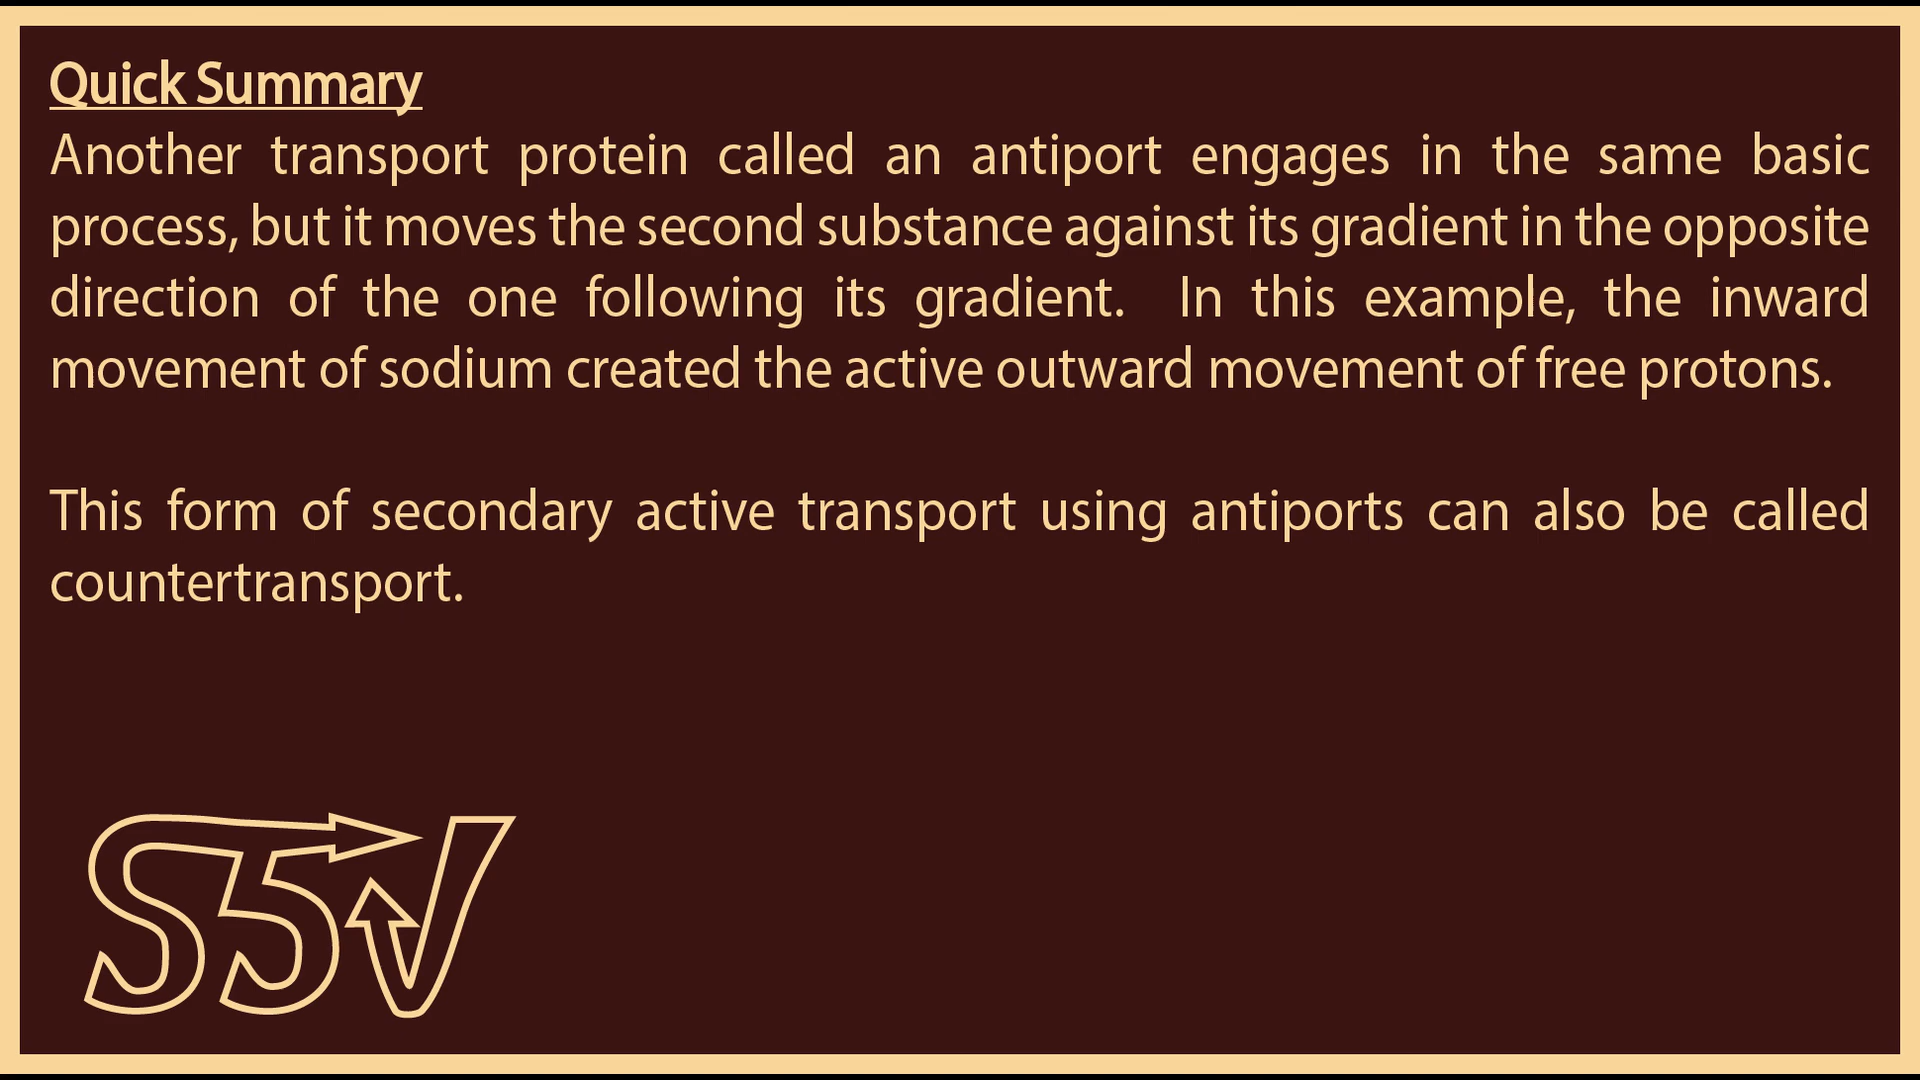 Quick Summary
Another transport protein called an antiport engages in the same basic
process, but it moves the second substance against its gradient in the opposite
direction of the one following its gradient.  In this example, the inward
movement of sodium created the active outward movement of free protons.
This form of secondary active transport using antiports can also be called
countertransport.
S5V